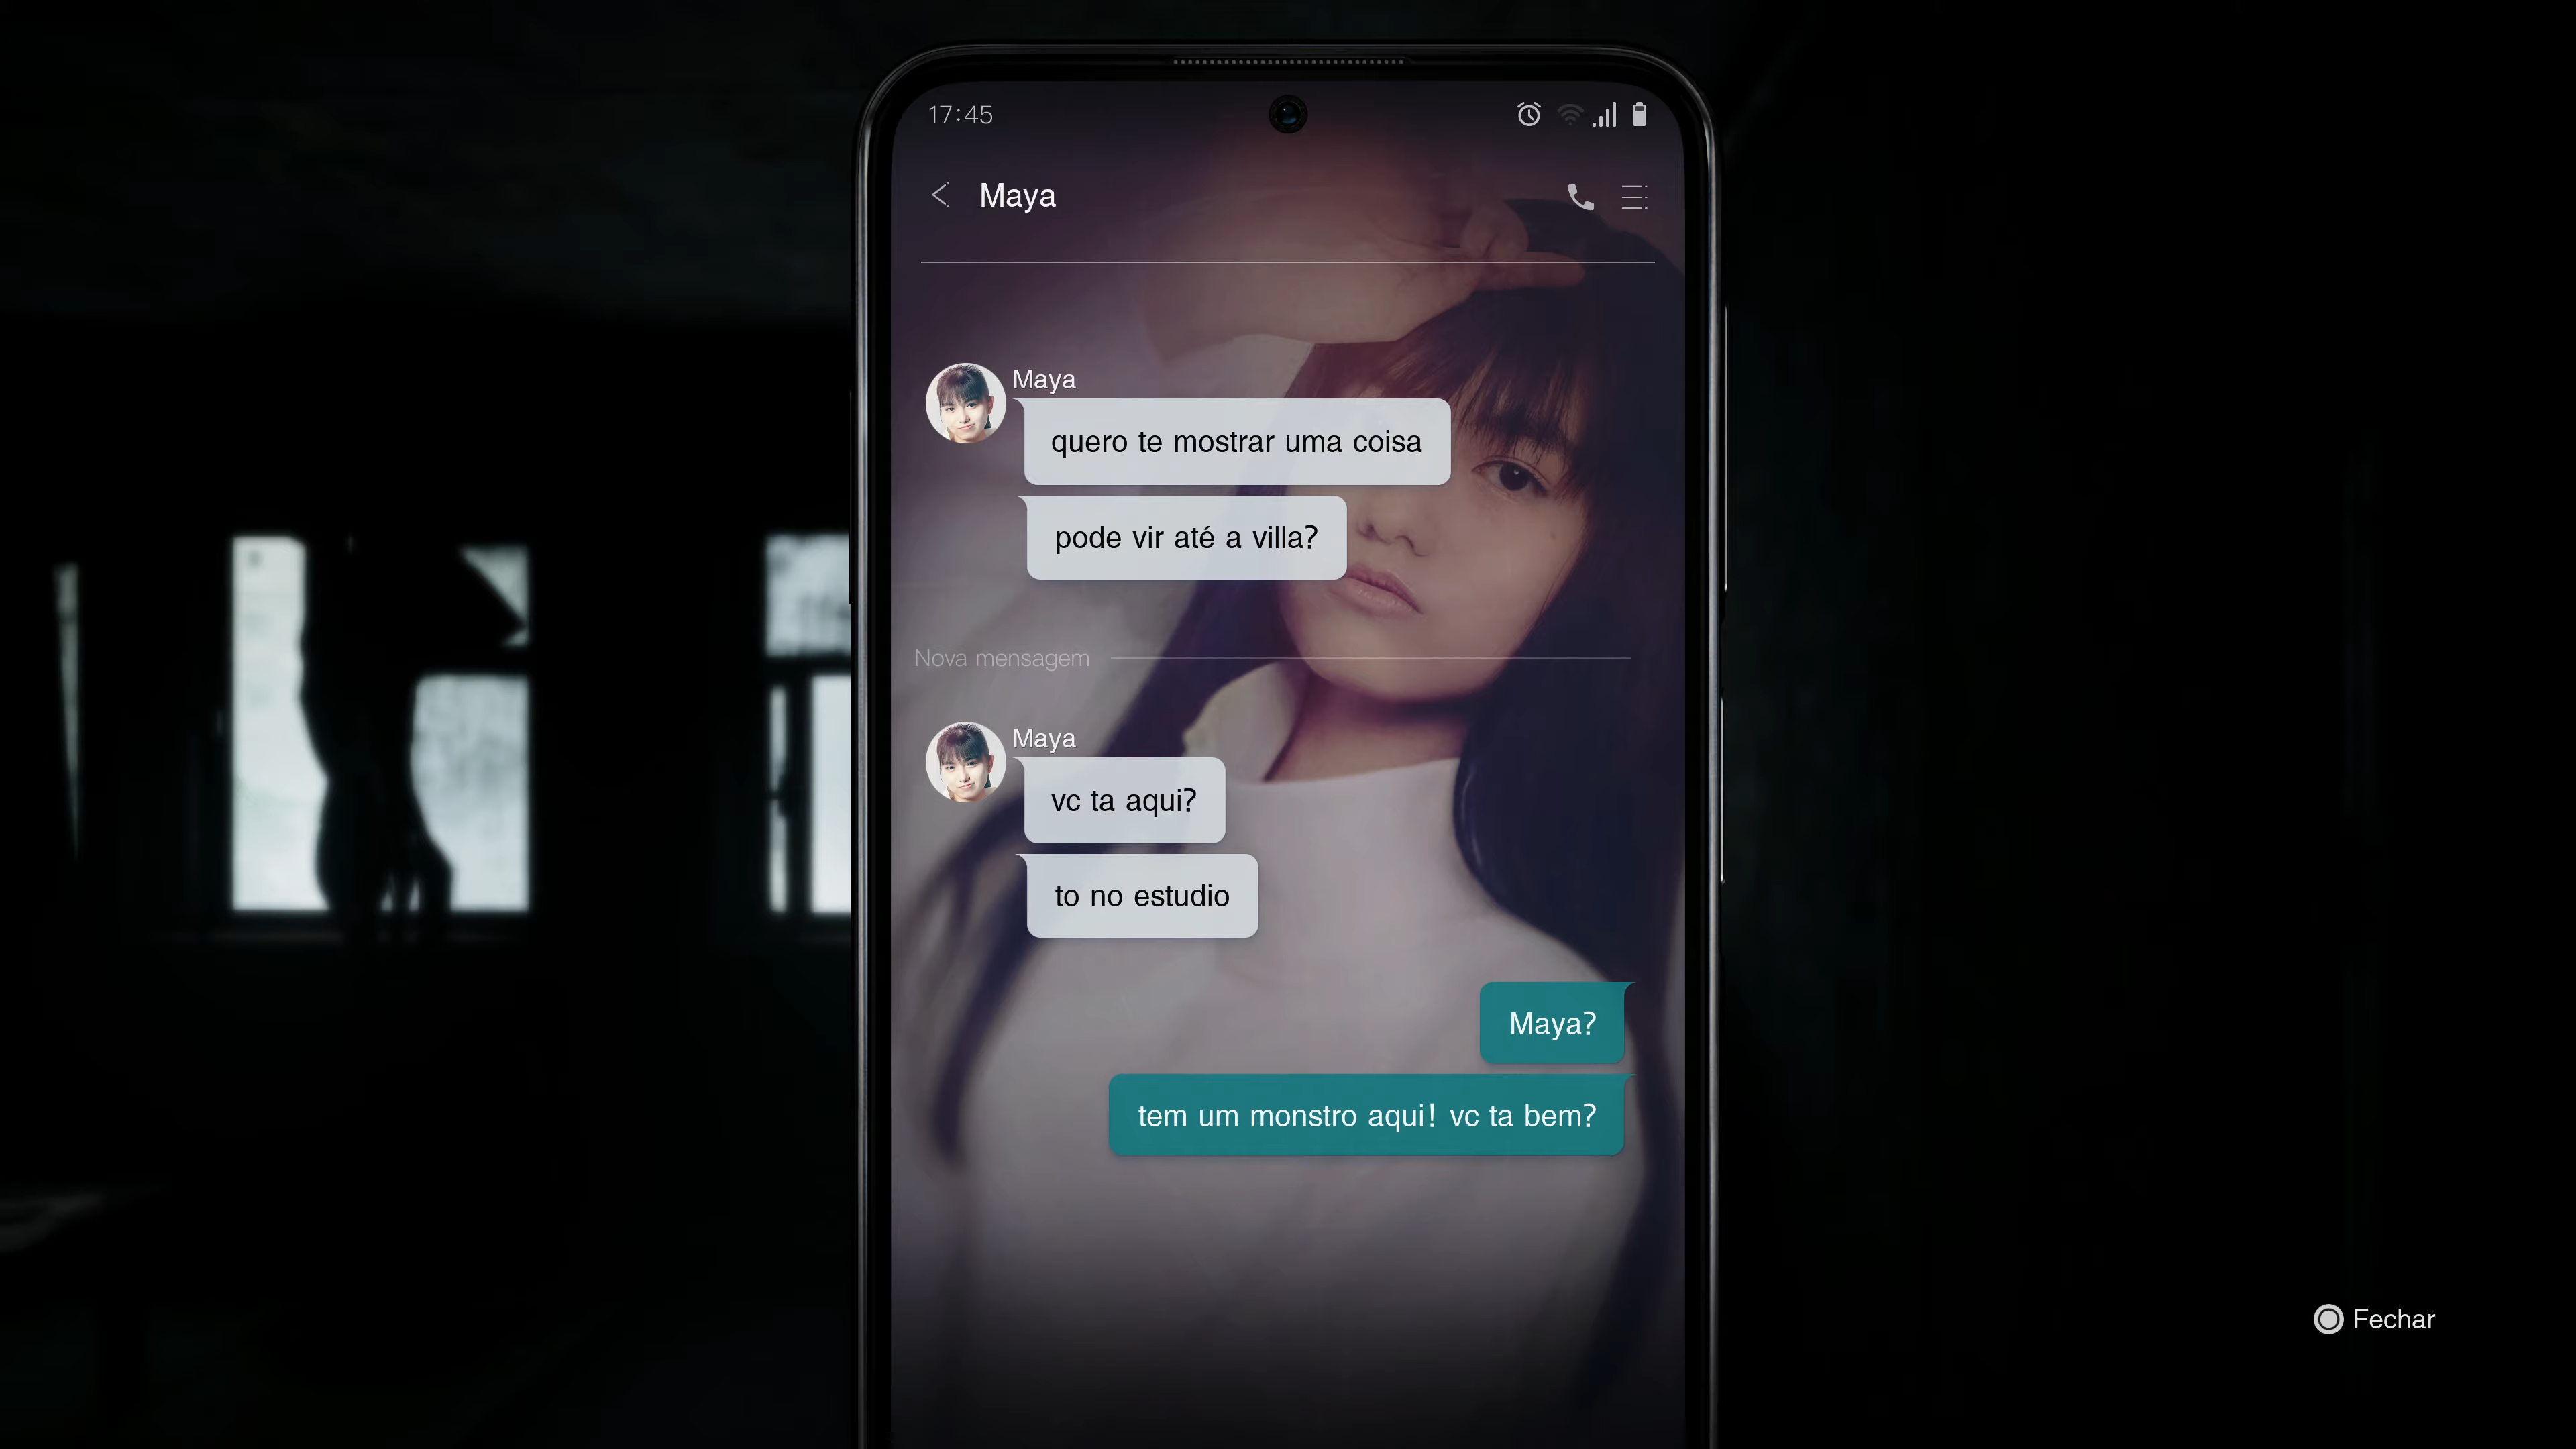 17:45
Maya
Maya
quero te mostrar uma coisa
pode vir até a villa?
Nova mensagem
Maya
vc ta aqui?
to no estudio
Maya?
tem um monstro aqui! vc ta bem?
Fechar